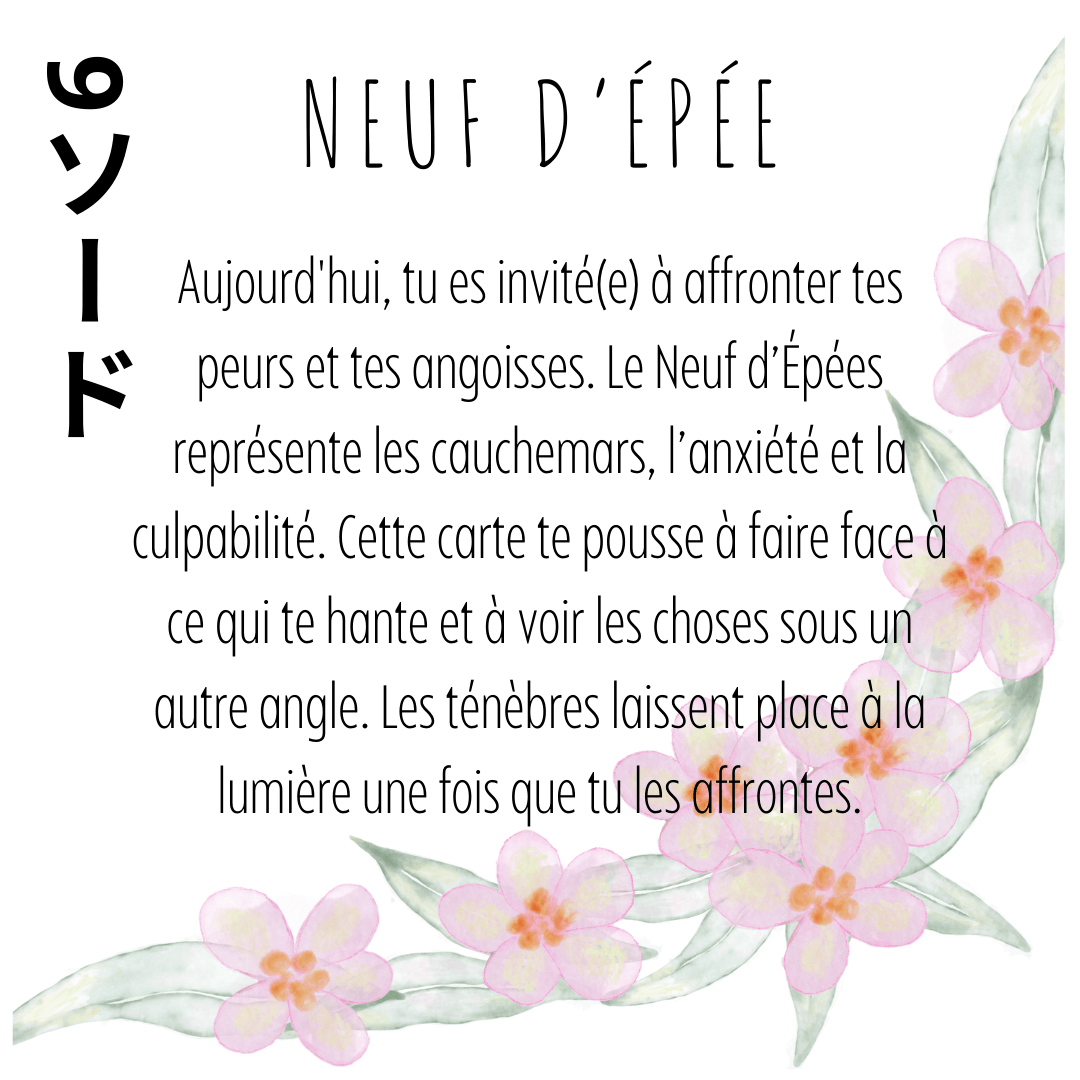 9ソード
NEUF D’ÉPÉE
Aujourd'hui, tu es invité(e) à affronter tes
peurs et tes angoisses. Le Neuf d’Épées
représente les cauchemars, l’anxiété et la
culpabilité. Cette carte te pousse à faire face à
ce qui te hante et à voir les choses sous un
autre angle. Les ténèbres laissent place à la
lumière une fois que tu les affrontes.